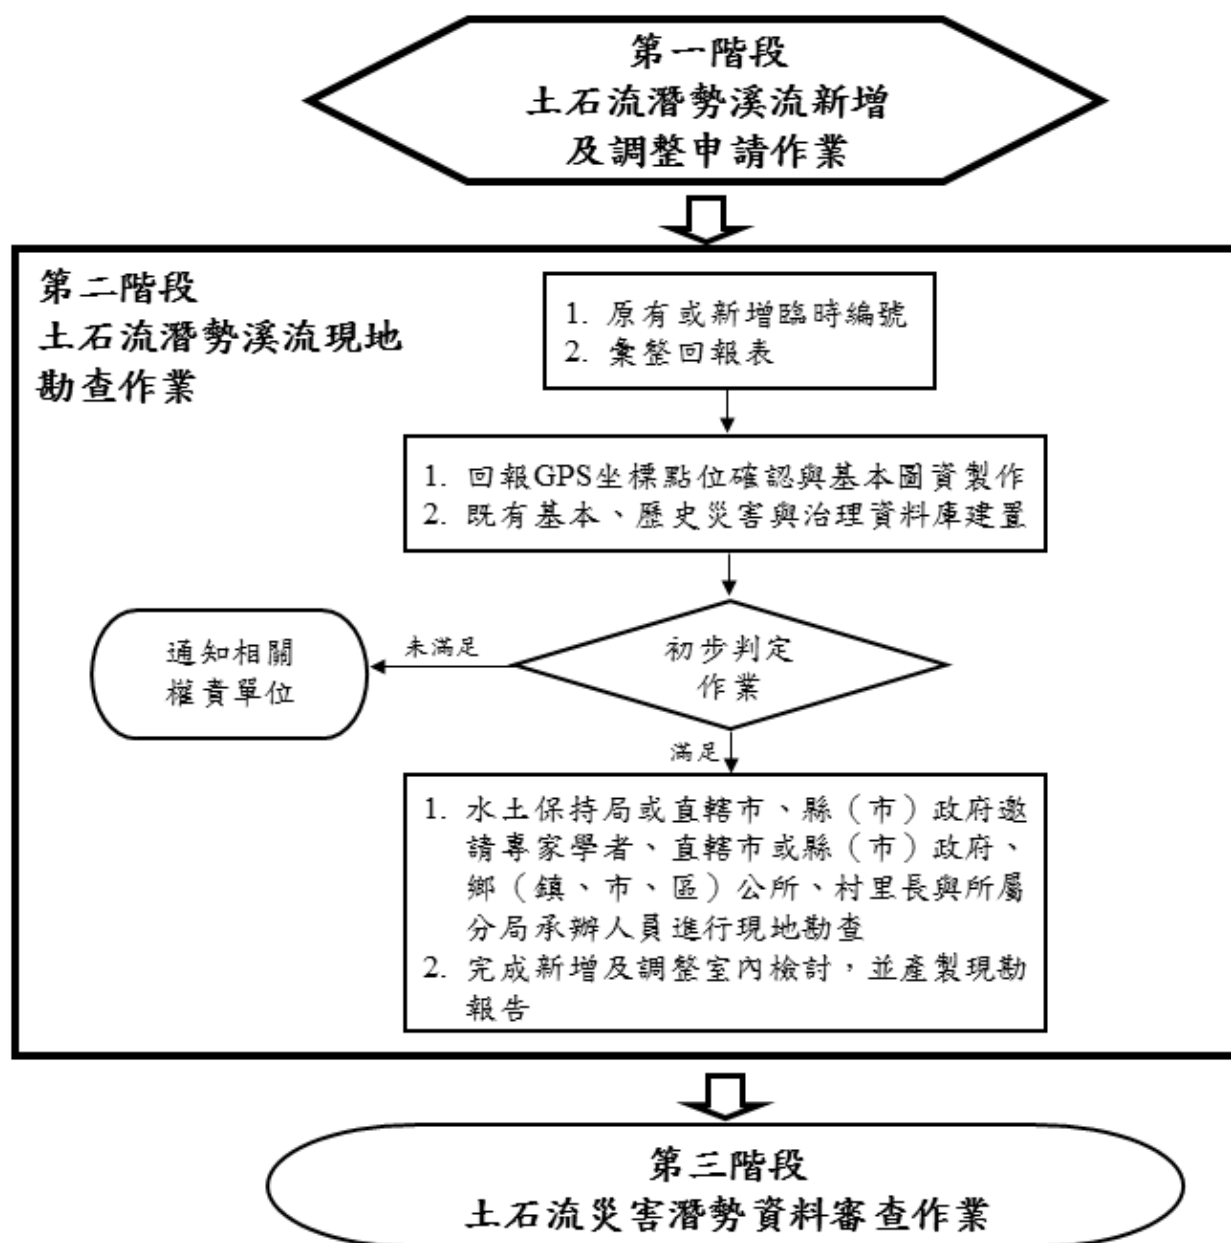 第一階段
土石流潛勢溪流新增
及調整申請作業
第二階段
土石流潛勢溪流現地
勘查作業
1. 原有或新增臨時編號
2. 彙整回報表
1. 回報GPS坐標點位確認與基本圖資製作
2. 既有基本、歷史災害與治理資料庫建置
初步判定
作業
未滿足
通知相關
權責單位
滿足
1. 水土保持局或直轄市、縣（市）政府邀
請專家學者、直轄市或縣（市）政府、
鄉（鎮、市、區）公所、村里長與所屬
分局承辦人員進行現地勘查
2. 完成新增及調整室內檢討，並產製現勘
報告
第三階段
土石流災害潛勢資料審查作業